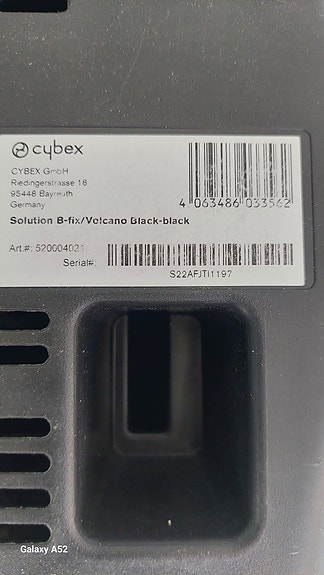 cybex
CYBEX GmbH
Riedingerstrasse 18
95448 Bayreuth
Germany
4 063486 033562
Solution B-fix/Volcano Black-black
Art.#: 520004021
Serial#:
S22AFJTI1197
Galaxy A52